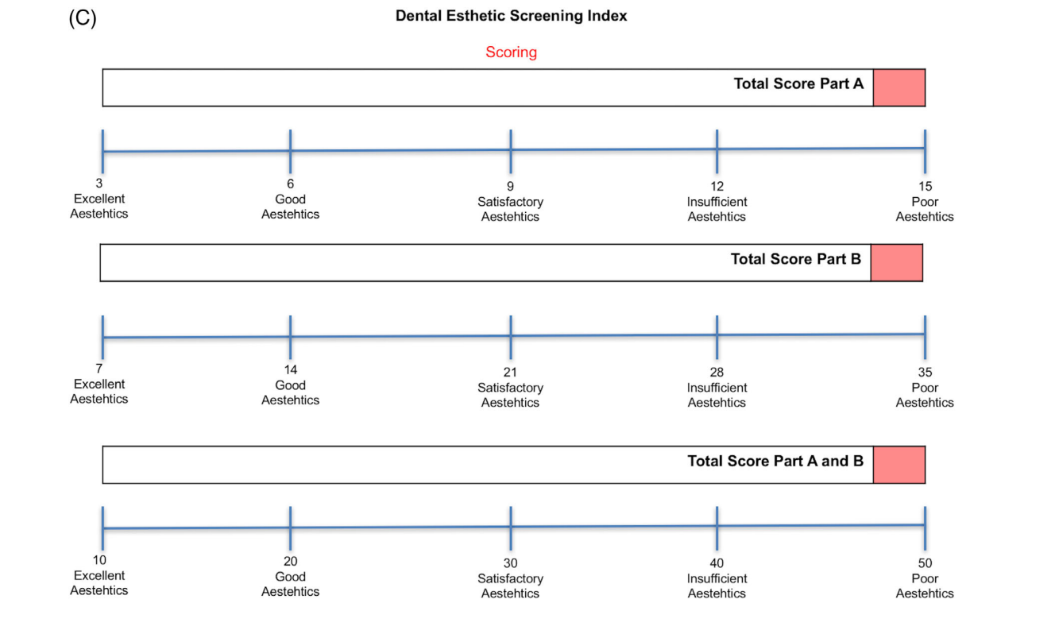 (C)
Dental Esthetic Screening Index
Scoring
Total Score Part A
3 6 9 12 15
Excellent Good Satisfactory Insufficient Poor
Aestehtics Aestehtics Aestehtics Aestehtics Aestehtics
Total Score Part B
7 14 21 28 35
Excellent Good Satisfactory Insufficient Poor
Aestehtics Aestehtics Aestehtics Aestehtics Aestehtics
Total Score Part A and B
10 20 30 40 50
Excellent Good Satisfactory Insufficient Poor
Aestehtics Aestehtics Aestehtics Aestehtics Aestehtics